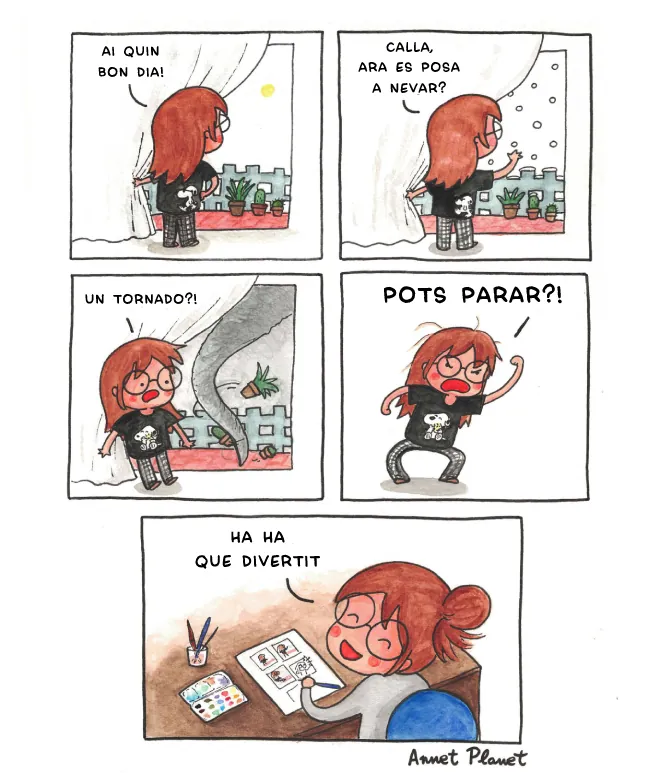 AI QUIN
BON DIA!
CALLA,
ARA ES POSA
A NEVAR?
UN TORNADO?!
POTS PARAR?!
HA HA
QUE DIVERTIT
Annet Planet